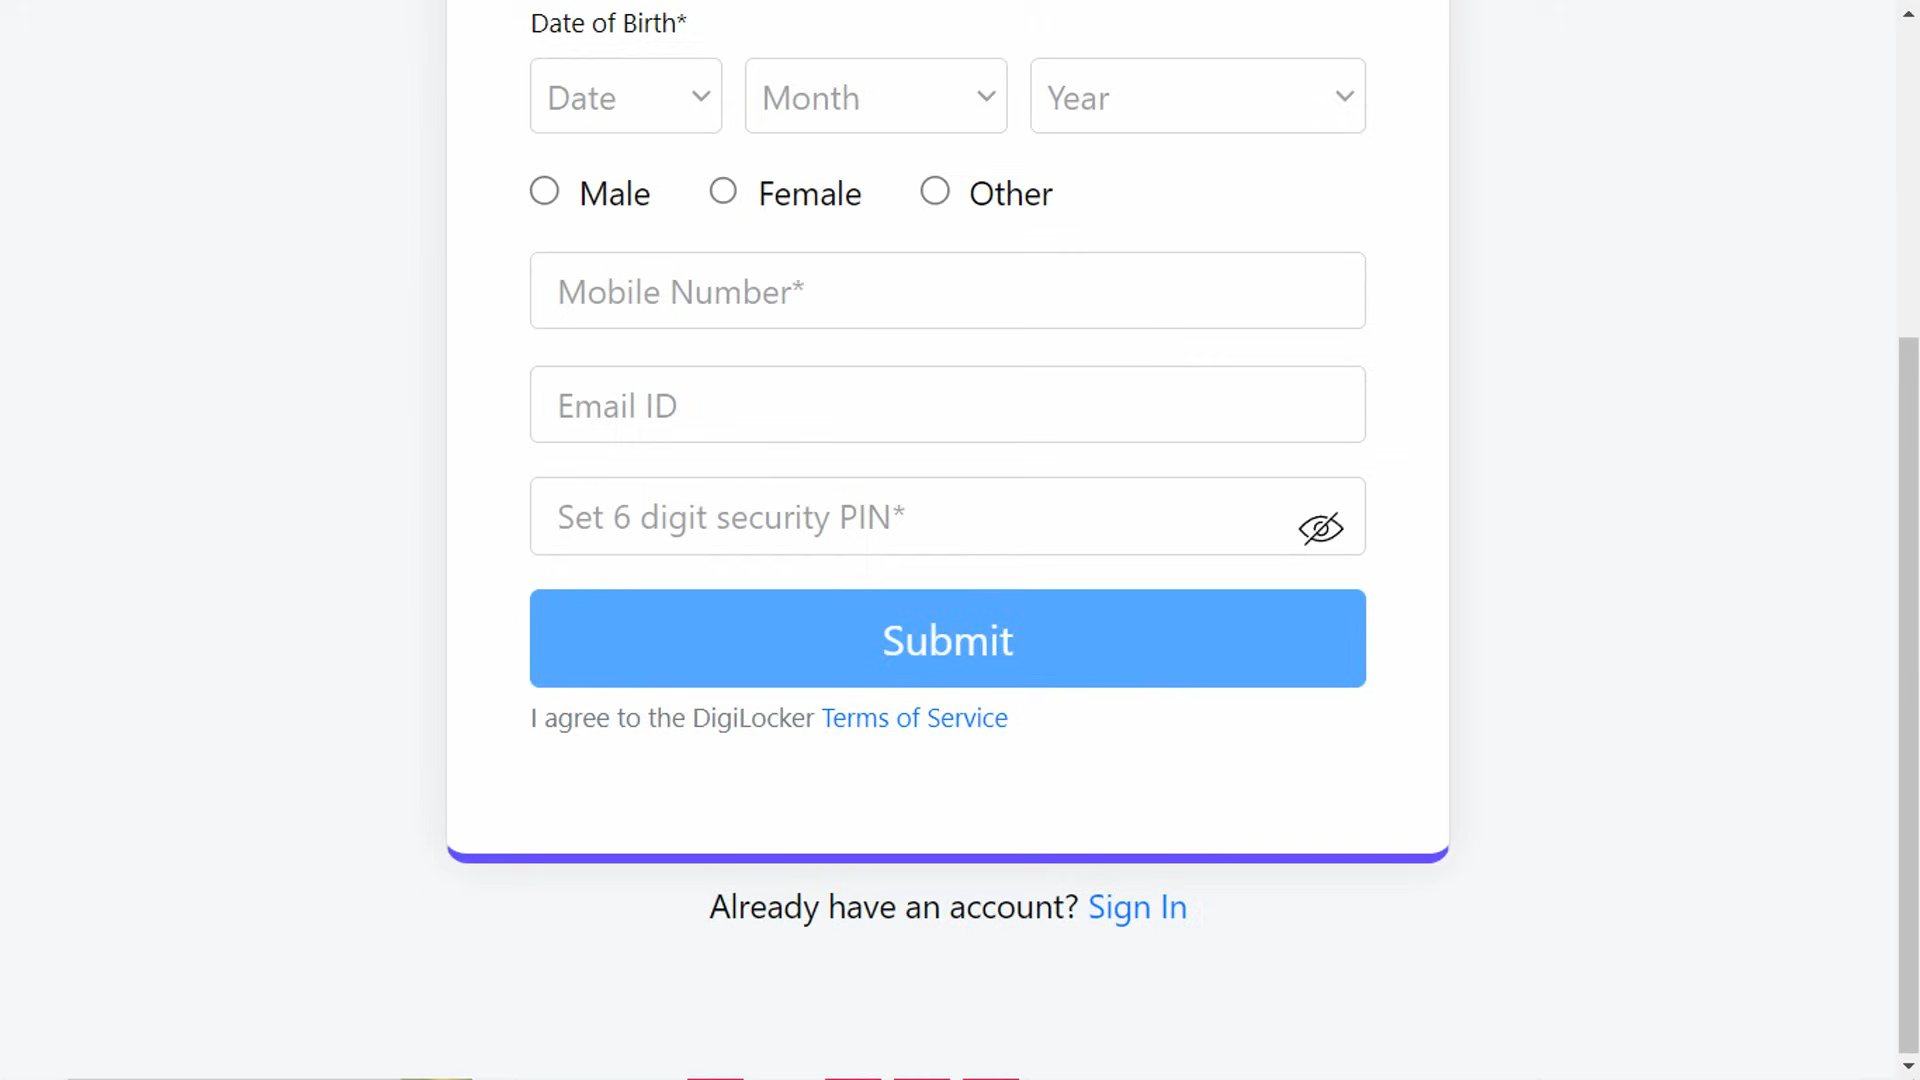 Date of Birth*
Date Month Year
Male Female Other
Mobile Number*
Email ID
Set 6 digit security PIN*
Submit
I agree to the DigiLocker Terms of Service
Already have an account? Sign In